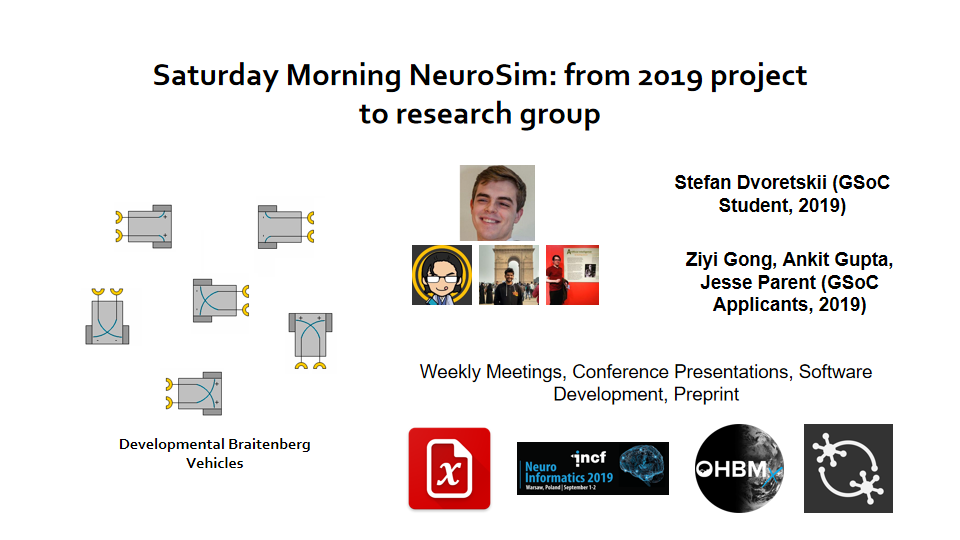 Saturday Morning NeuroSim: from 2019 project
to research group
Stefan Dvoretskii (GSoC
Student, 2019)
Ziyi Gong, Ankit Gupta,
Jesse Parent (GSoC
Applicants, 2019)
Weekly Meetings, Conference Presentations, Software
Development, Preprint
Developmental Braitenberg
Vehicles
x
incf
Neuro
Informatics 2019
Warsaw, Poland | September 1-2
OHBM